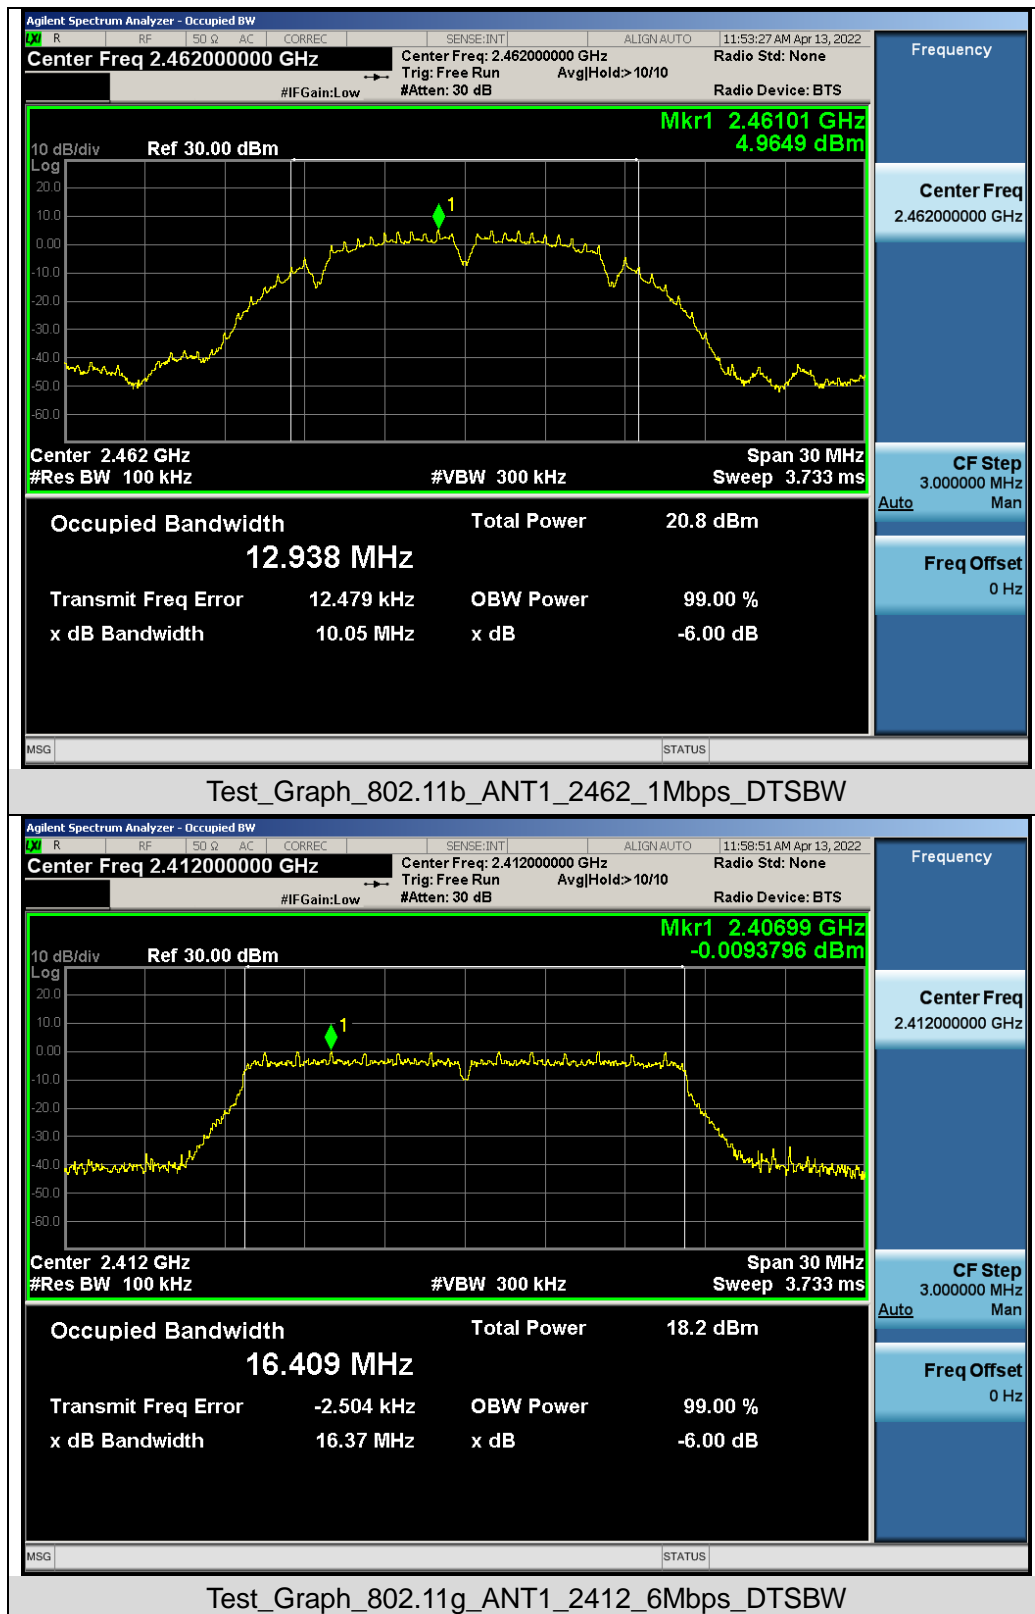 Agilent Spectrum Analyzer - Occupied BW
LXI R RF 50 Ω AC CORREC SENSE:INT ALIGN AUTO 11:53:27 AM Apr 13, 2022
Center Freq 2.462000000 GHz Center Freq: 2.462000000 GHz Radio Std: None
Trig: Free Run Avg|Hold:> 10/10
#IFGain:Low #Atten: 30 dB Radio Device: BTS
Frequency
Mkr1 2.46101 GHz
4.9649 dBm
10 dB/div Ref 30.00 dBm
Log
20.0
10.0
0.00
-10.0
-20.0
-30.0
-40.0
-50.0
-60.0
1
Center 2.462 GHz Span 30 MHz
#Res BW 100 kHz #VBW 300 kHz Sweep 3.733 ms
Center Freq
2.462000000 GHz
CF Step
3.000000 MHz
Auto Man
Freq Offset
0 Hz
Occupied Bandwidth Total Power 20.8 dBm
12.938 MHz
Transmit Freq Error 12.479 kHz OBW Power 99.00 %
x dB Bandwidth 10.05 MHz x dB -6.00 dB
MSG STATUS
Test_Graph_802.11b_ANT1_2462_1Mbps_DTSBW
Agilent Spectrum Analyzer - Occupied BW
LXI R RF 50 Ω AC CORREC SENSE:INT ALIGN AUTO 11:58:51 AM Apr 13, 2022
Center Freq 2.412000000 GHz Center Freq: 2.412000000 GHz Radio Std: None
Trig: Free Run Avg|Hold:> 10/10
#IFGain:Low #Atten: 30 dB Radio Device: BTS
Frequency
Mkr1 2.40699 GHz
-0.0093796 dBm
10 dB/div Ref 30.00 dBm
Log
20.0
10.0
0.00
-10.0
-20.0
-30.0
-40.0
-50.0
-60.0
1
Center 2.412 GHz Span 30 MHz
#Res BW 100 kHz #VBW 300 kHz Sweep 3.733 ms
Center Freq
2.412000000 GHz
CF Step
3.000000 MHz
Auto Man
Freq Offset
0 Hz
Occupied Bandwidth Total Power 18.2 dBm
16.409 MHz
Transmit Freq Error -2.504 kHz OBW Power 99.00 %
x dB Bandwidth 16.37 MHz x dB -6.00 dB
MSG STATUS
Test_Graph_802.11g_ANT1_2412_6Mbps_DTSBW